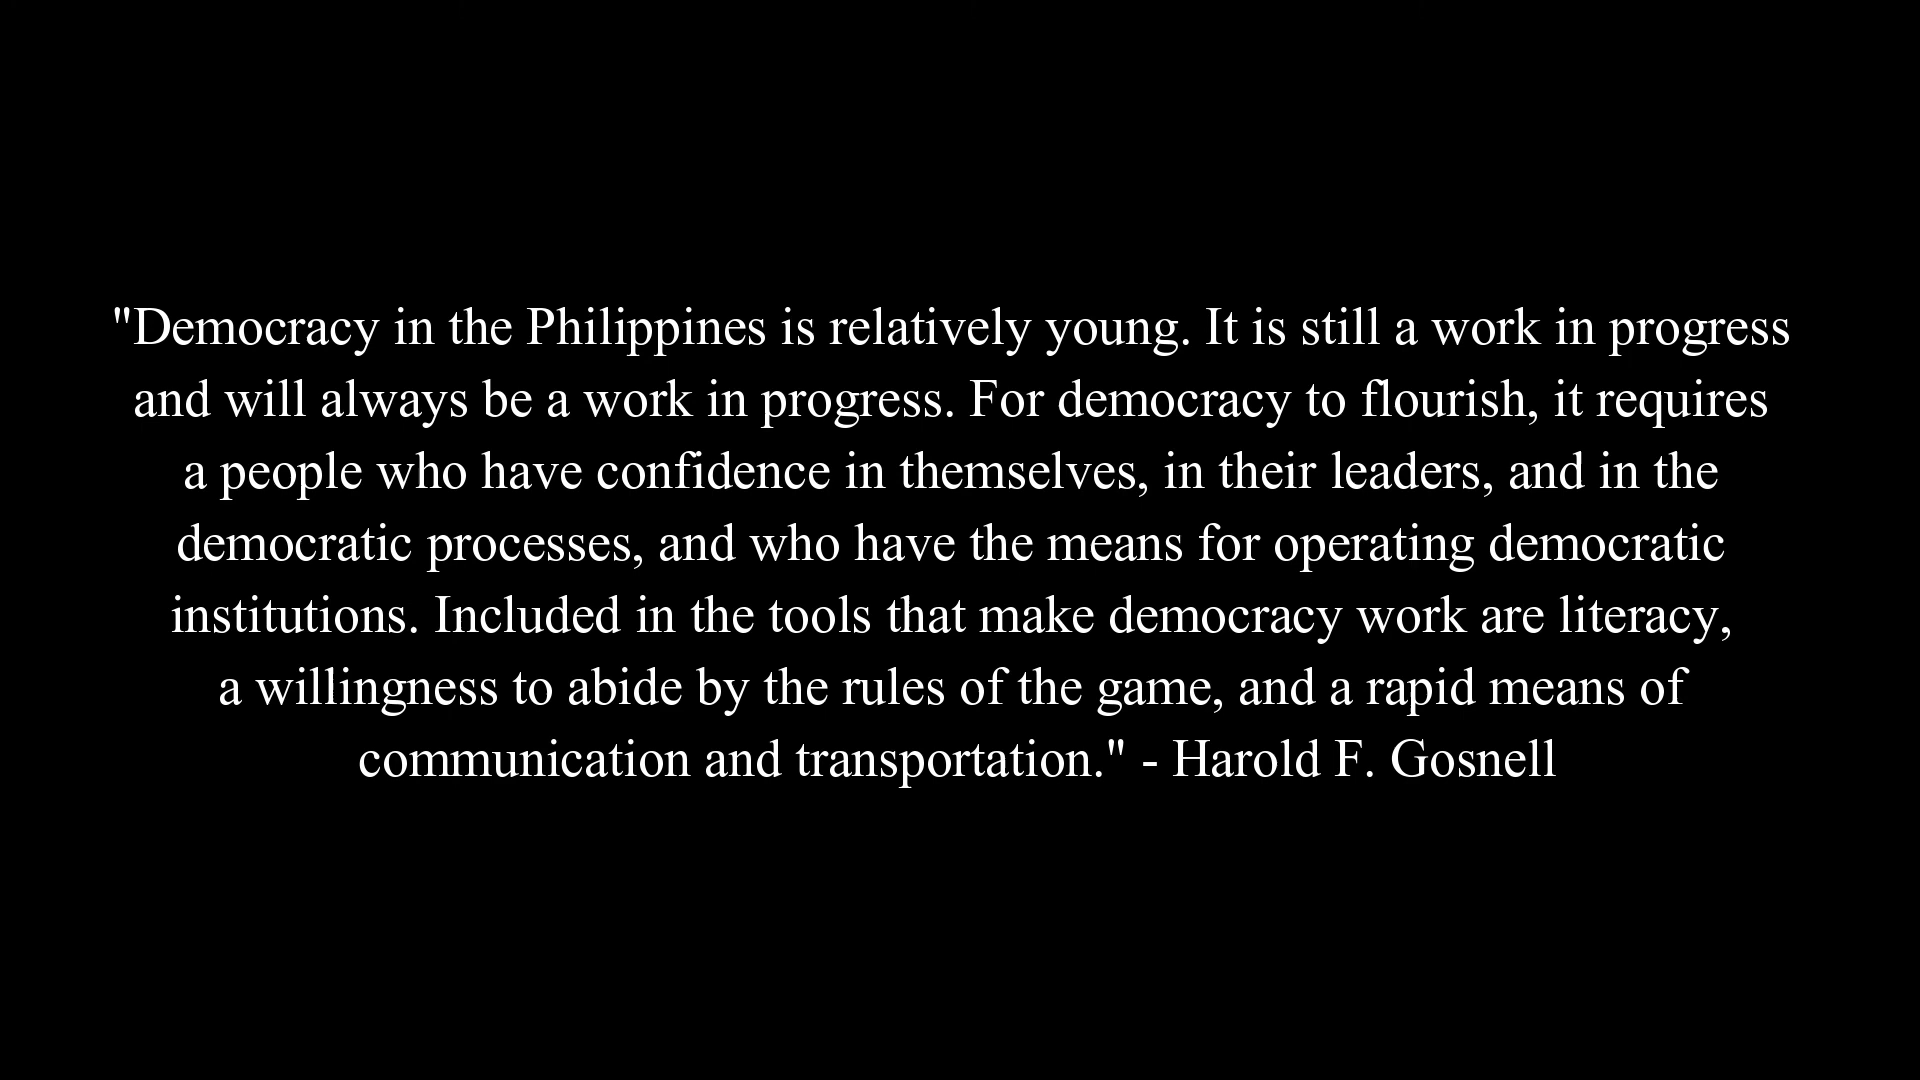 "Democracy in the Philippines is relatively young. It is still a work in progress
and will always be a work in progress. For democracy to flourish, it requires
a people who have confidence in themselves, in their leaders, and in the
democratic processes, and who have the means for operating democratic
institutions. Included in the tools that make democracy work are literacy,
a willingness to abide by the rules of the game, and a rapid means of
communication and transportation." - Harold F. Gosnell